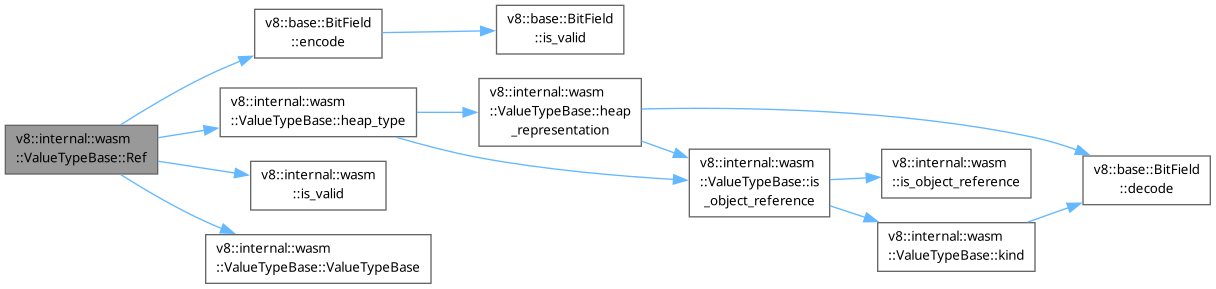 v8::internal::wasm
::ValueTypeBase::Ref
v8::base::BitField
::encode
v8::base::BitField
::is_valid
v8::internal::wasm
::ValueTypeBase::heap_type
v8::internal::wasm
::ValueTypeBase::heap
_representation
v8::internal::wasm
::ValueTypeBase::is
_object_reference
v8::internal::wasm
::is_object_reference
v8::base::BitField
::decode
v8::internal::wasm
::ValueTypeBase::kind
v8::internal::wasm
::is_valid
v8::internal::wasm
::ValueTypeBase::ValueTypeBase